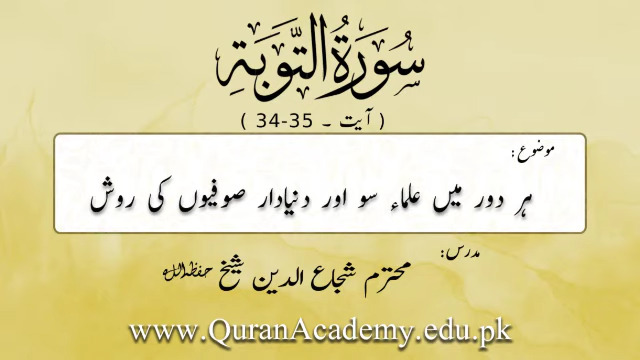 سُورَةُ التَّوبَةِ
( آیت ۔ 35-34 )
موضوع:
ہر دور میں علماء سو اور دنیادار صوفیوں کی روش
مدرس:
محترم شجاع الدین شیخ حفظہ اللہ
www.QuranAcademy.edu.pk